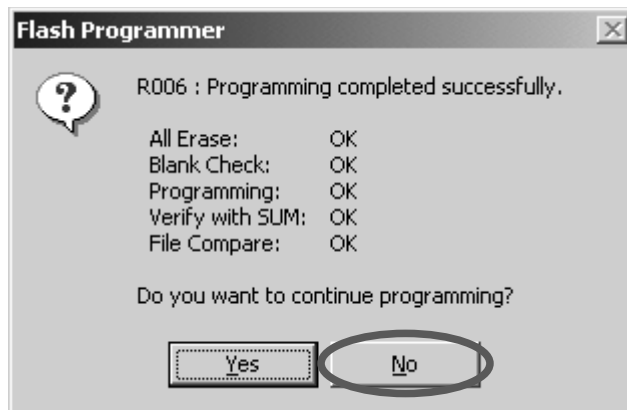 Flash Programmer
R006 : Programming completed successfully.
All Erase: OK
Blank Check: OK
Programming: OK
Verify with SUM: OK
File Compare: OK
Do you want to continue programming?
Yes No